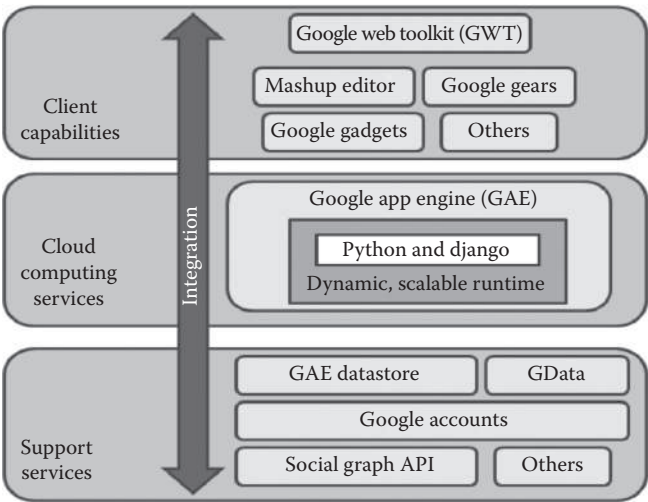 Google web toolkit (GWT)
Mashup editor
Google gears
Google gadgets
Others
Client
capabilities
Integration
Google app engine (GAE)
Python and django
Dynamic, scalable runtime
Cloud
computing
services
GAE datastore
GData
Google accounts
Social graph API
Others
Support
services